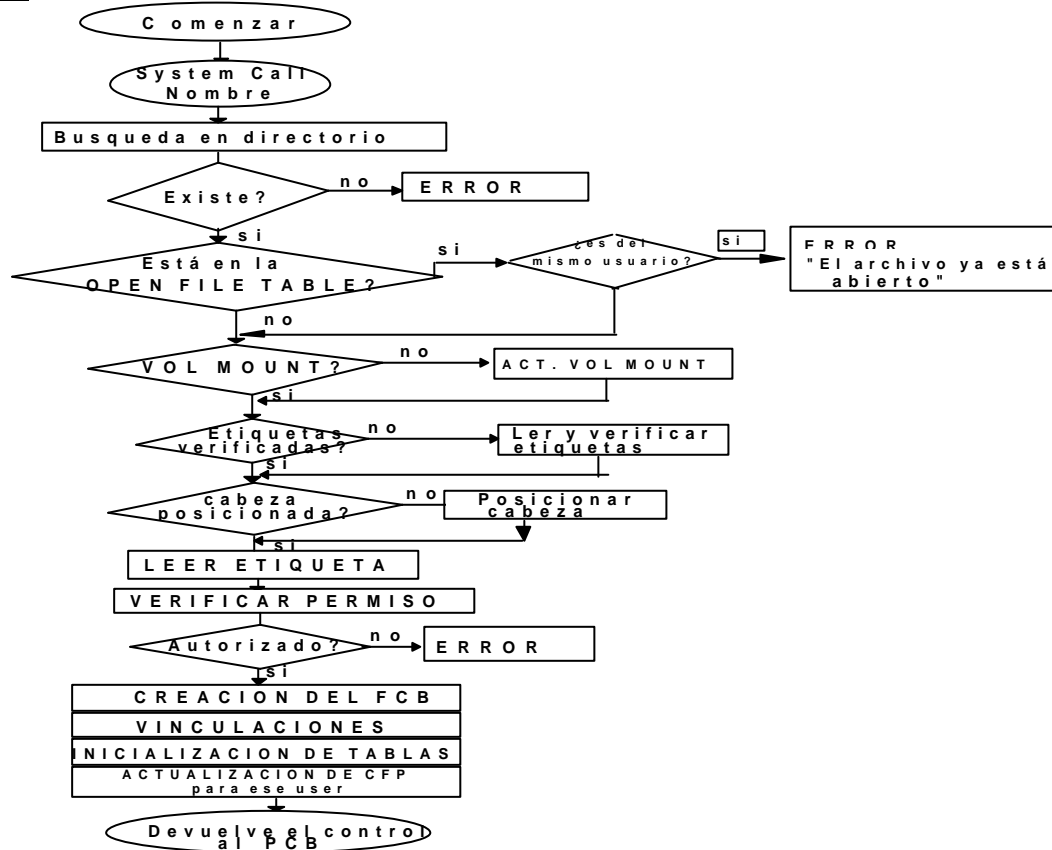 Comenzar
System Call
Nombre
Busqueda en directorio
Existe?
no
ERROR
si
Está en la
OPEN FILE TABLE?
si
¿es del
mismo usuario?
si
ERROR
"El archivo ya está
abierto"
no
VOL MOUNT?
no
ACT. VOL MOUNT
si
Etiquetas
verificadas?
no
Ler y verificar
etiquetas
si
cabeza
posicionada?
no
Posicionar
cabeza
si
LEER ETIQUETA
VERIFICAR PERMISO
Autorizado?
no
ERROR
si
CREACION DEL FCB
VINCULACIONES
INICIALIZACION DE TABLAS
ACTUALIZACION DE CFP
para ese user
Devuelve el control
al PCB